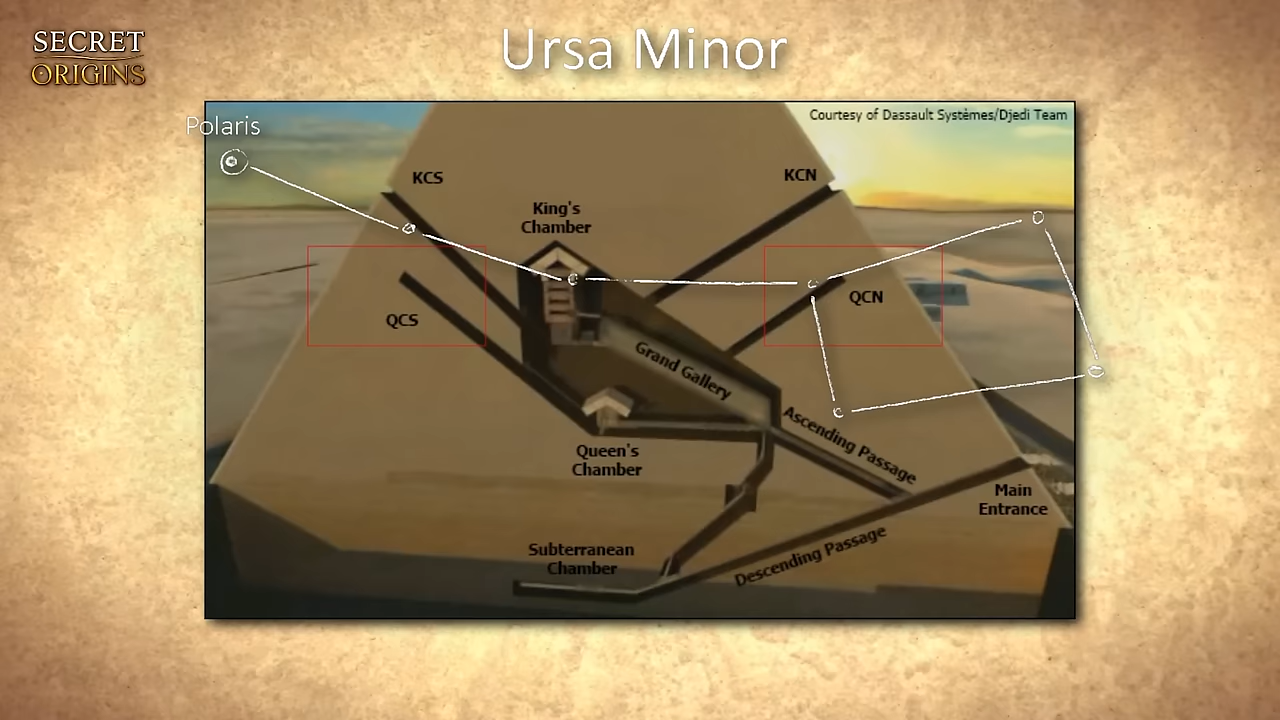 SECRET
ORIGINS
Ursa Minor
Courtesy of Dassault Systèmes/Djedi Team
Polaris
KCS
KCN
King's
Chamber
QCS
QCN
Grand Gallery
Ascending Passage
Queen's
Chamber
Main
Entrance
Subterranean
Chamber
Descending Passage